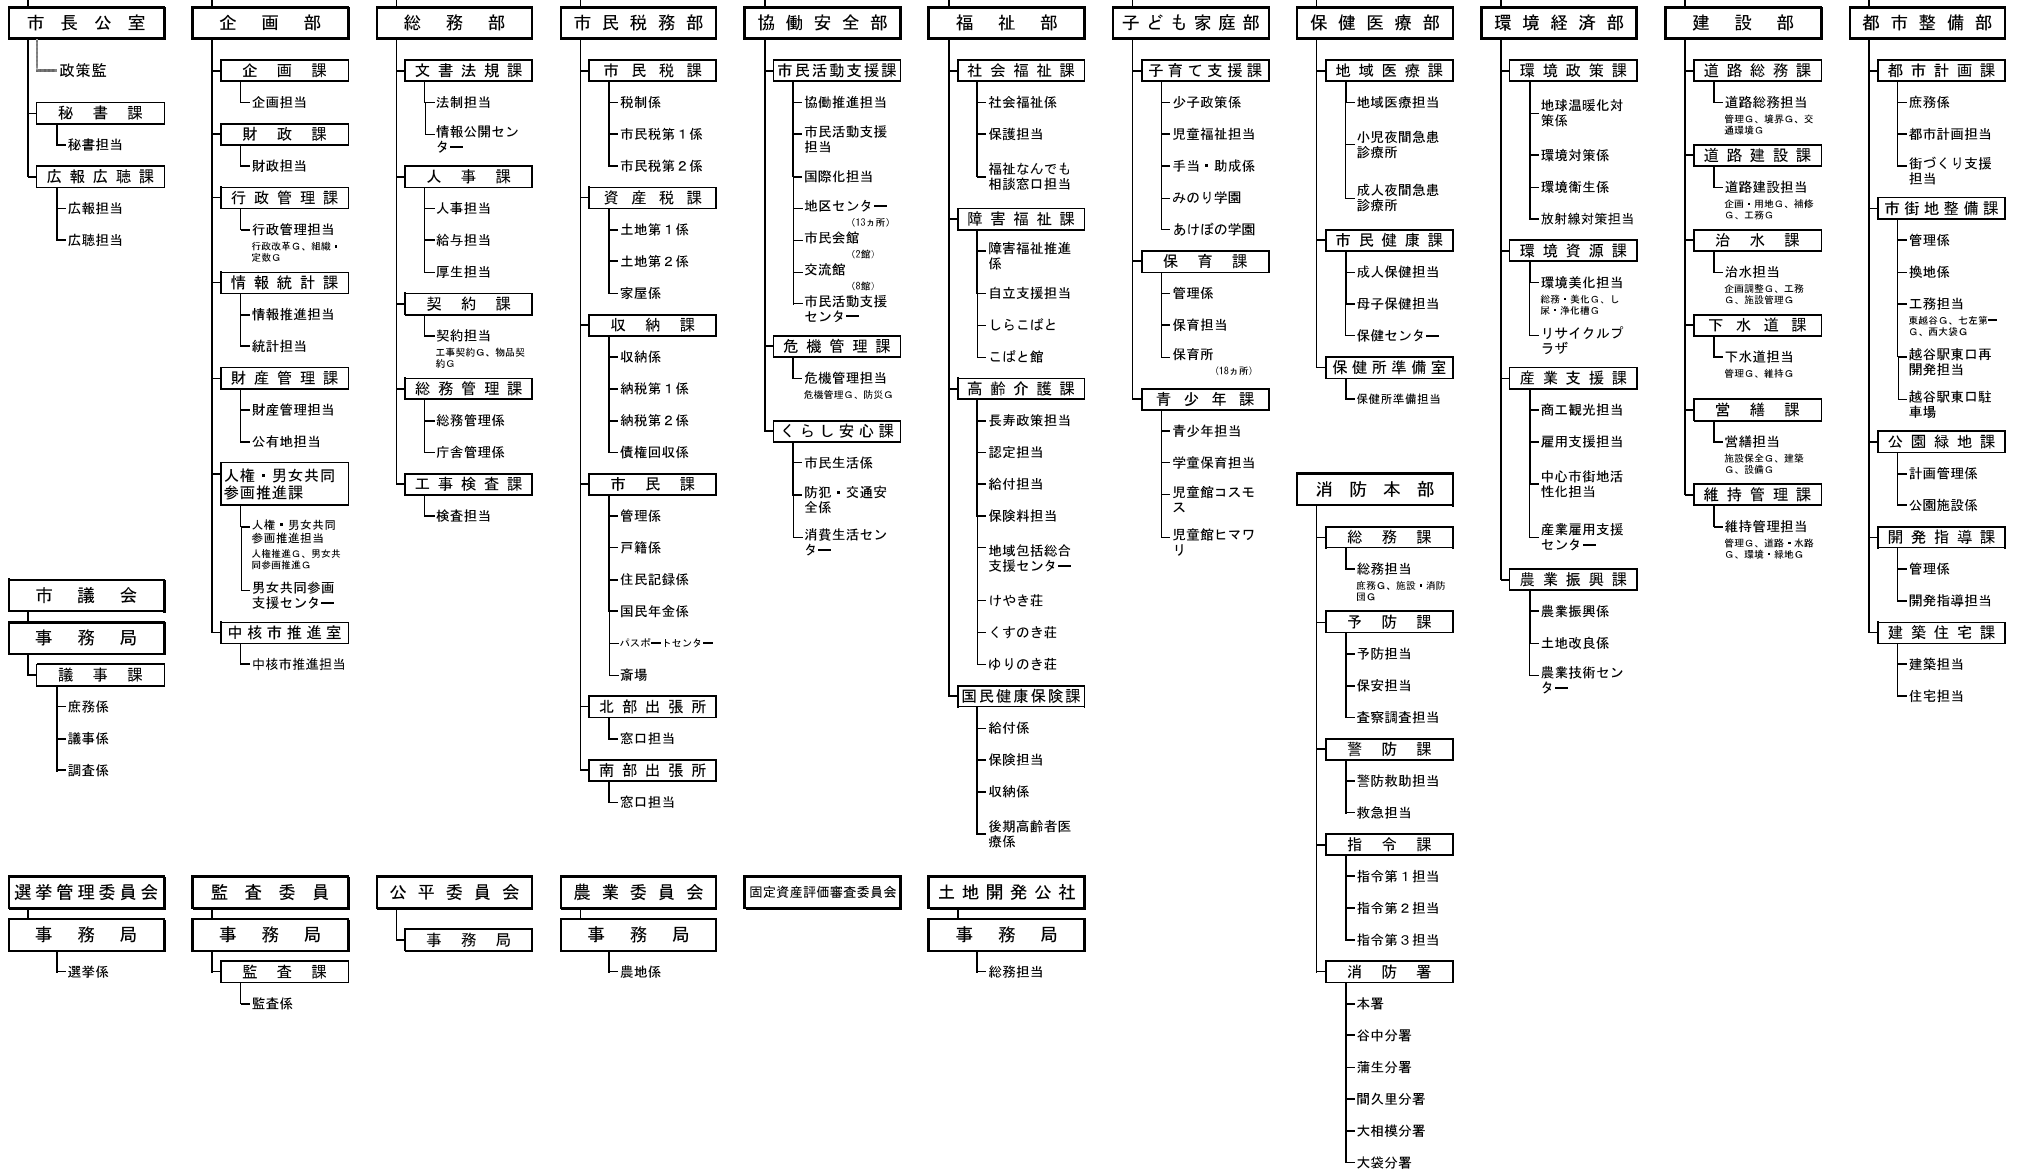 市長公室
政策監
秘書課
秘書担当
広報広聴課
広報担当
広聴担当
企画部
企画課
企画担当
財政課
財政担当
行政管理課
行政管理担当
行政改革Ｇ、組織・
定数Ｇ
情報統計課
情報推進担当
統計担当
財産管理課
財産管理担当
公有地担当
人権・男女共同
参画推進課
人権・男女共同
参画推進担当
人権推進Ｇ、男女共
同参画推進Ｇ
男女共同参画
支援センター
中核市推進室
中核市推進担当
総務部
文書法規課
法制担当
情報公開セン
ター
人事課
人事担当
給与担当
厚生担当
契約課
契約担当
工事契約Ｇ、物品契
約Ｇ
総務管理課
総務管理係
庁舎管理係
工事検査課
検査担当
市民税務部
市民税課
税制係
市民税第１係
市民税第２係
資産税課
土地第１係
土地第２係
家屋係
収納課
収納係
納税第１係
納税第２係
債権回収係
市民課
管理係
戸籍係
住民記録係
国民年金係
パスポートセンター
斎場
北部出張所
窓口担当
南部出張所
窓口担当
協働安全部
市民活動支援課
協働推進担当
市民活動支援
担当
国際化担当
地区センター
(13ヵ所)
市民会館
(2館)
交流館
(8館)
市民活動支援
センター
危機管理課
危機管理担当
危機管理Ｇ、防災Ｇ
くらし安心課
市民生活係
防犯・交通安
全係
消費生活セン
ター
福祉部
社会福祉課
社会福祉係
保護担当
福祉なんでも
相談窓口担当
障害福祉課
障害福祉推進
係
自立支援担当
しらこばと
こばと館
高齢介護課
長寿政策担当
認定担当
給付担当
保険料担当
地域包括総合
支援センター
けやき荘
くすのき荘
ゆりのき荘
国民健康保険課
給付係
保険担当
収納係
後期高齢者医
療係
子ども家庭部
子育て支援課
少子政策係
児童福祉担当
手当・助成係
みのり学園
あけぼの学園
保育課
管理係
保育担当
保育所
(18ヵ所)
青少年課
青少年担当
学童保育担当
児童館コスモ
ス
児童館ヒマワ
リ
保健医療部
地域医療課
地域医療担当
小児夜間急患
診療所
成人夜間急患
診療所
市民健康課
成人保健担当
母子保健担当
保健センター
保健所準備室
保健所準備担当
消防本部
総務課
総務担当
庶務Ｇ、施設・消防
団Ｇ
予防課
予防担当
保安担当
査察調査担当
警防課
警防救助担当
救急担当
指令課
指令第１担当
指令第２担当
指令第３担当
消防署
本署
谷中分署
蒲生分署
間久里分署
大相模分署
大袋分署
環境経済部
環境政策課
地球温暖化対
策係
環境対策係
環境衛生係
放射線対策担当
環境資源課
環境美化担当
総務・美化Ｇ、し
尿・浄化槽Ｇ
リサイクルプ
ラザ
産業支援課
商工観光担当
雇用支援担当
中心市街地活
性化担当
産業雇用支援
センター
農業振興課
農業振興係
土地改良係
農業技術セン
ター
建設部
道路総務課
道路総務担当
管理Ｇ、境界Ｇ、交
通環境Ｇ
道路建設課
道路建設担当
企画・用地Ｇ、補修
Ｇ、工務Ｇ
治水課
治水担当
企画調整Ｇ、工務
Ｇ、施設管理Ｇ
下水道課
下水道担当
管理Ｇ、維持Ｇ
営繕課
営繕担当
施設保全Ｇ、建築
Ｇ、設備Ｇ
維持管理課
維持管理担当
管理Ｇ、道路・水路
Ｇ、環境・緑地Ｇ
都市整備部
都市計画課
庶務係
都市計画担当
街づくり支援
担当
市街地整備課
管理係
換地係
工務担当
東越谷Ｇ、七左第一
Ｇ、西大袋Ｇ
越谷駅東口再
開発担当
越谷駅東口駐
車場
公園緑地課
計画管理係
公園施設係
開発指導課
管理係
開発指導担当
建築住宅課
建築担当
住宅担当
市議会
事務局
議事課
庶務係
議事係
調査係
選挙管理委員会
事務局
選挙係
監査委員
事務局
監査課
監査係
公平委員会
事務局
農業委員会
事務局
農地係
固定資産評価審査委員会
土地開発公社
事務局
総務担当